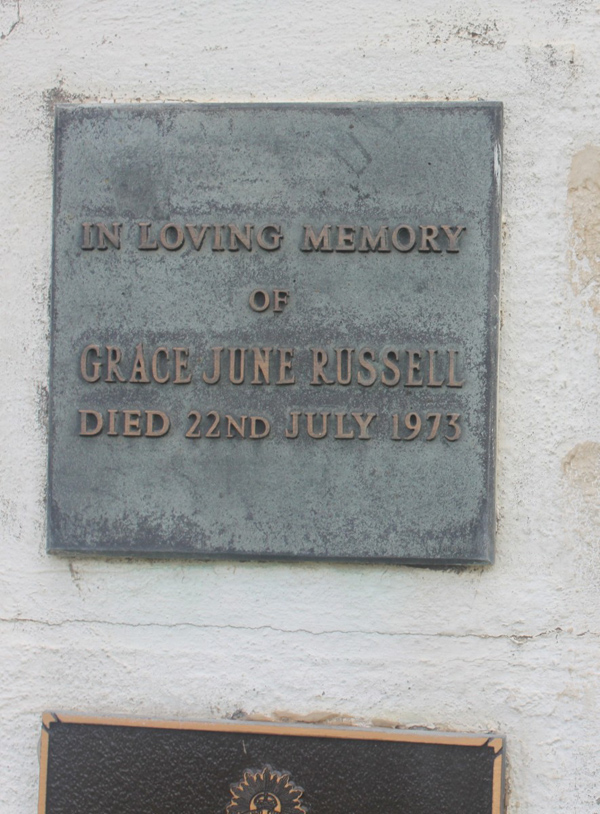 IN LOVING MEMORY
OF
GRACE JUNE RUSSELL
DIED 22ND JULY 1973